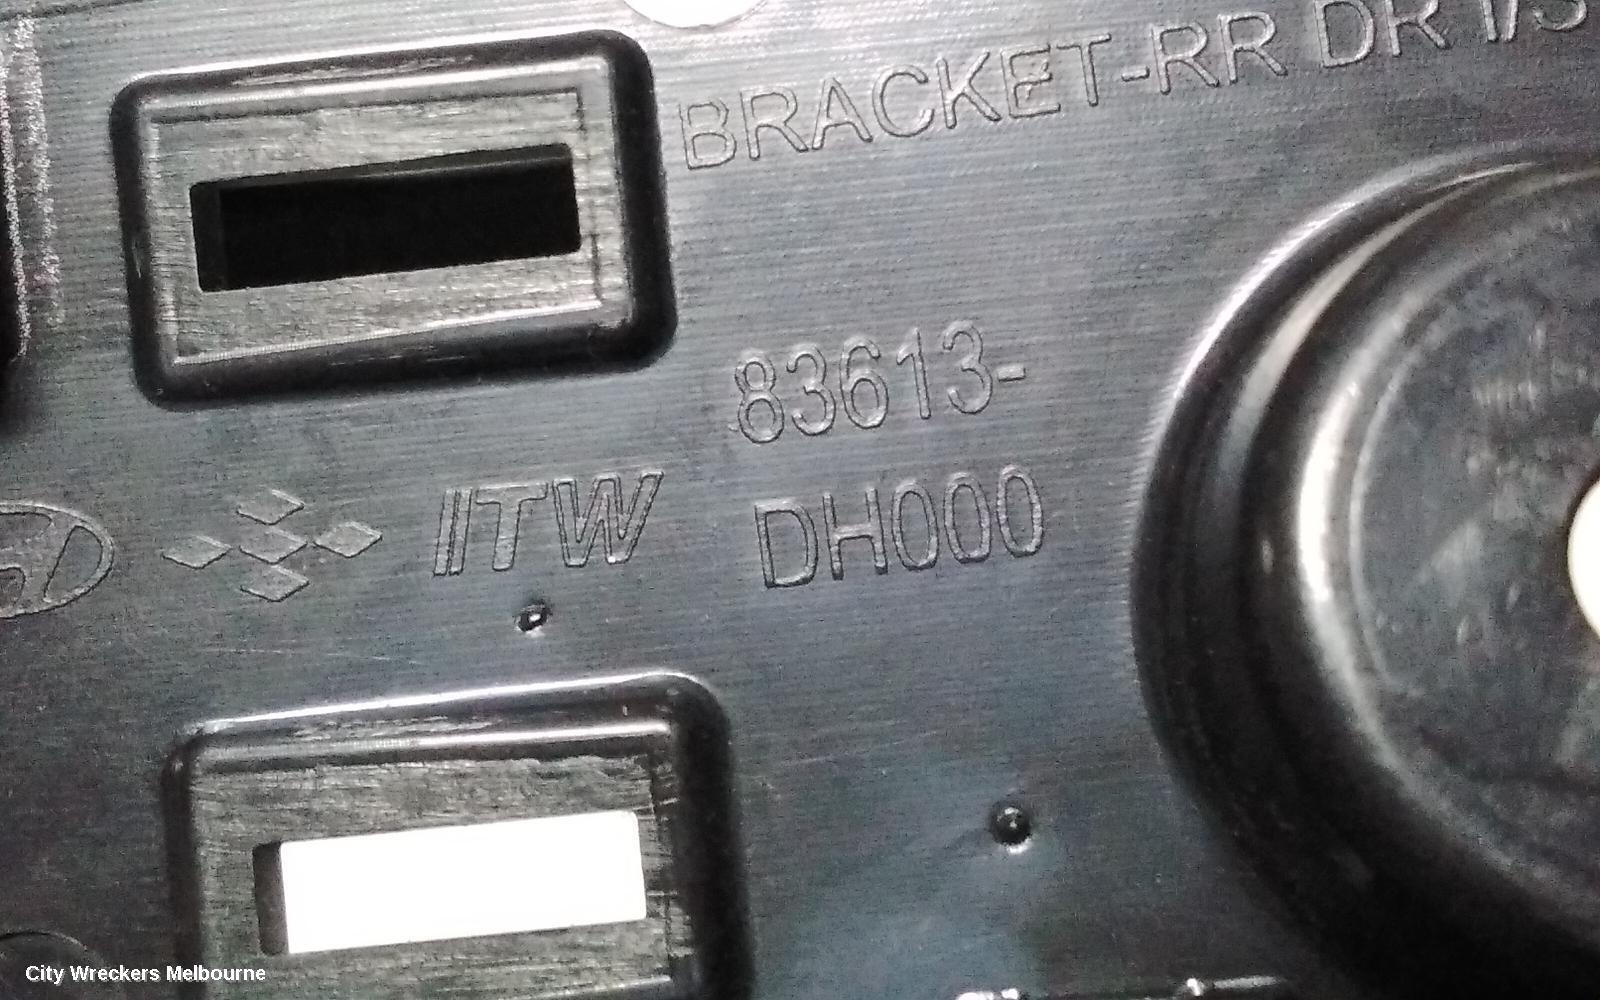 BRACKET-RR DR I/S
83613-
ITW
DH000
City Wreckers Melbourne